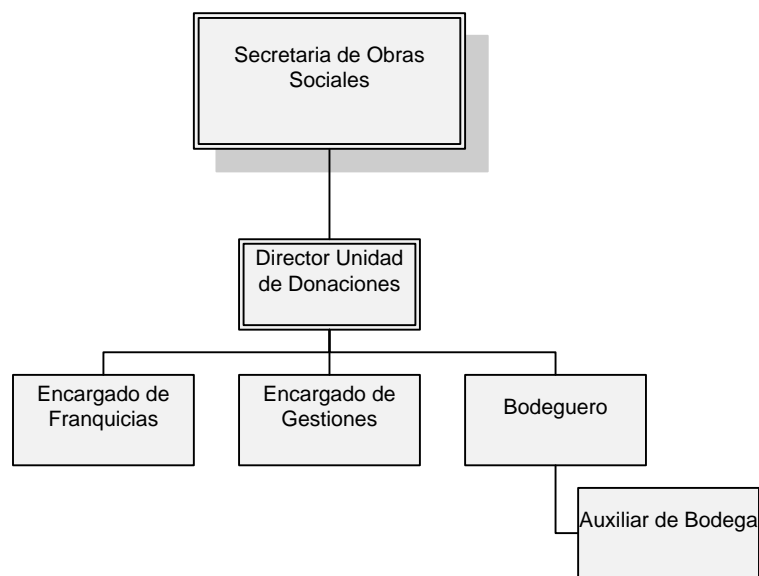 Secretaria de Obras
Sociales
Director Unidad
de Donaciones
Encargado de
Franquicias
Encargado de
Gestiones
Bodeguero
Auxiliar de Bodega